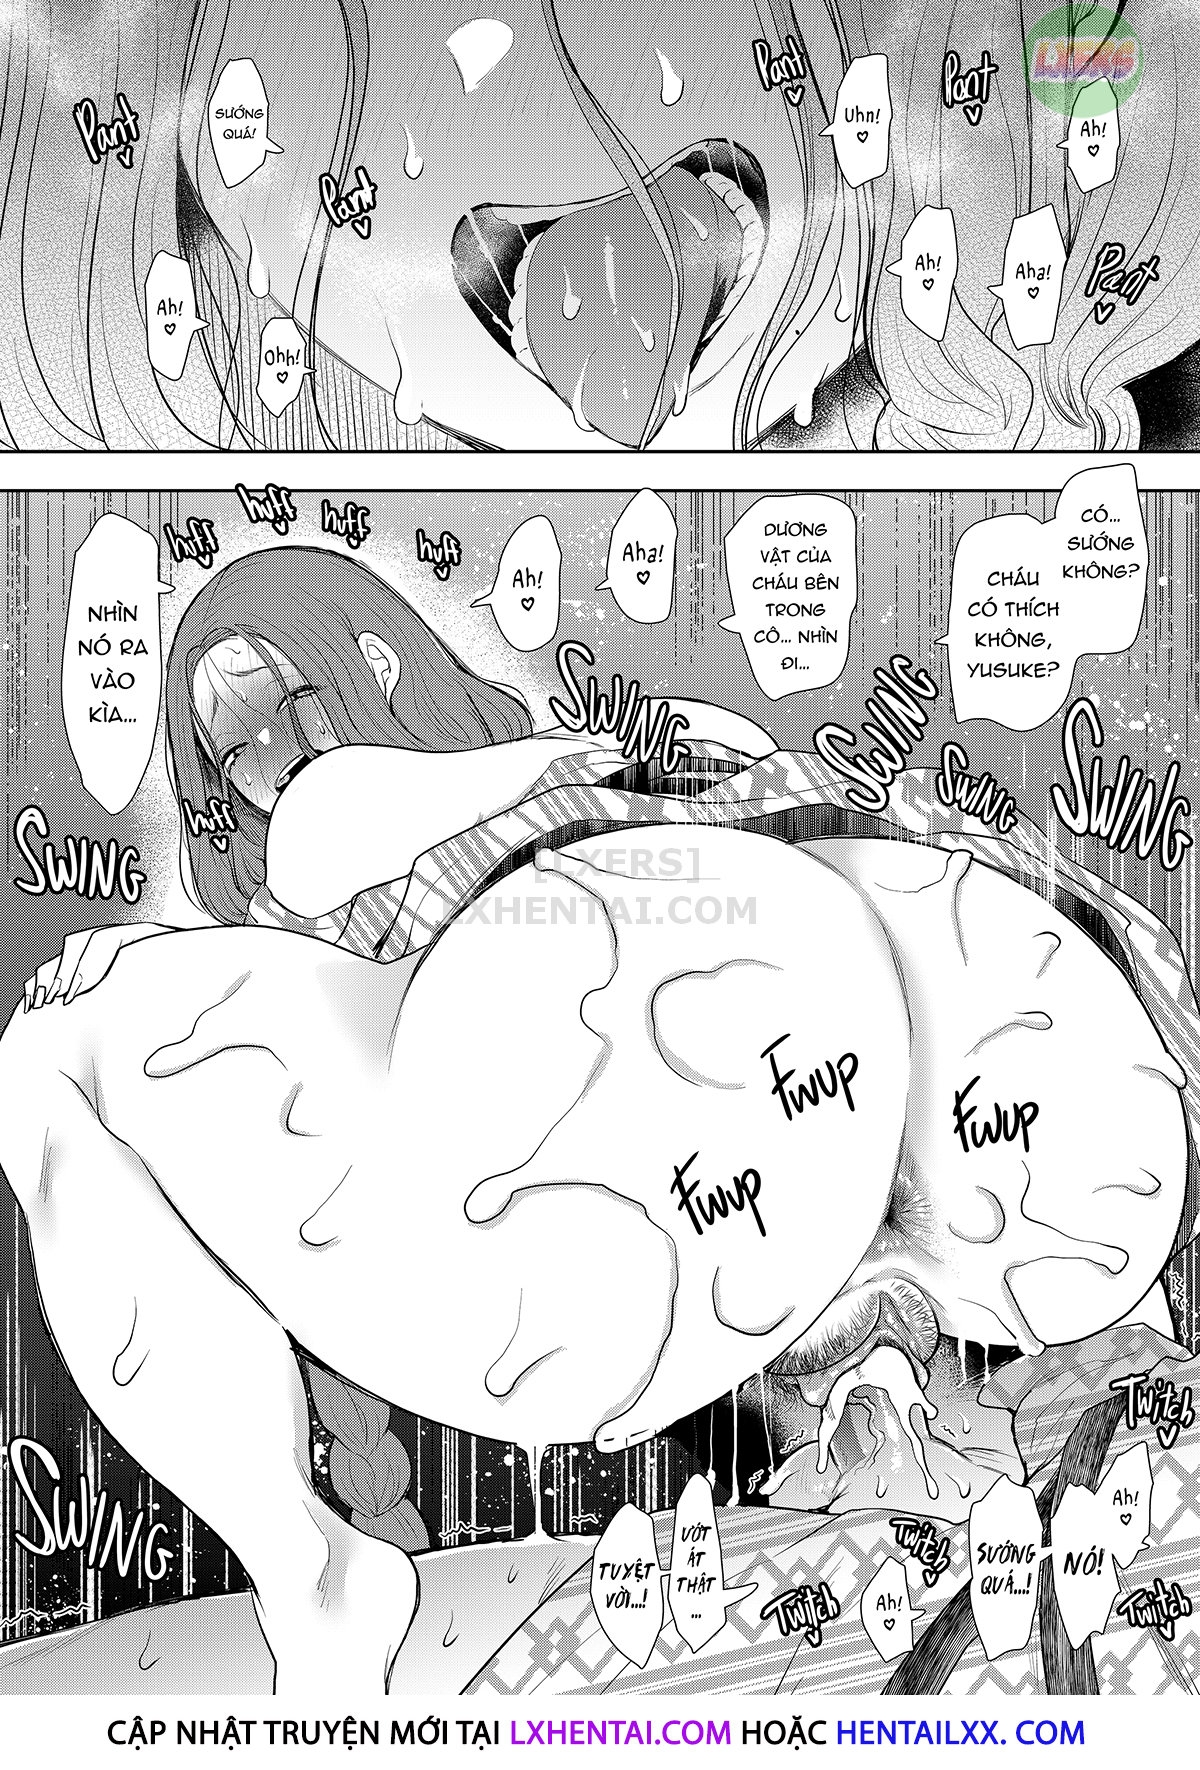 LXERS
Pant
SƯỚNG
QUÁ!
Pant
Uhn!
Pant
Ah!
Pant
Ah!
Ohh!
Ah!
Aha!
Pant
CÓ...
SƯỚNG
KHÔNG?
CHÁU
CÓ THÍCH
KHÔNG,
YUSUKE?
DƯƠNG
VẬT CỦA
CHÁU BÊN
TRONG
CÔ... NHÌN
ĐI...
Aha!
Ah!
huff
huff
huff
huff
NHÌN
NÓ RA
VÀO
KÌA...
huff
SWING
SWING
SWING
SWING
SWING
[LXERS]
LXHENTAI.COM
FWUP
FWUP
FWUP
SWING
Twitch
Ah!
NÓ!
SƯỚNG
QUÁ...!
Twitch
Ah!
Twitch
Twitch
ƯỚT
ÁT
THẬT
...
TUYỆT
VỜI...!
CẬP NHẬT TRUYỆN MỚI TẠI LXHENTAI.COM HOẶC HENTAILXX. COM